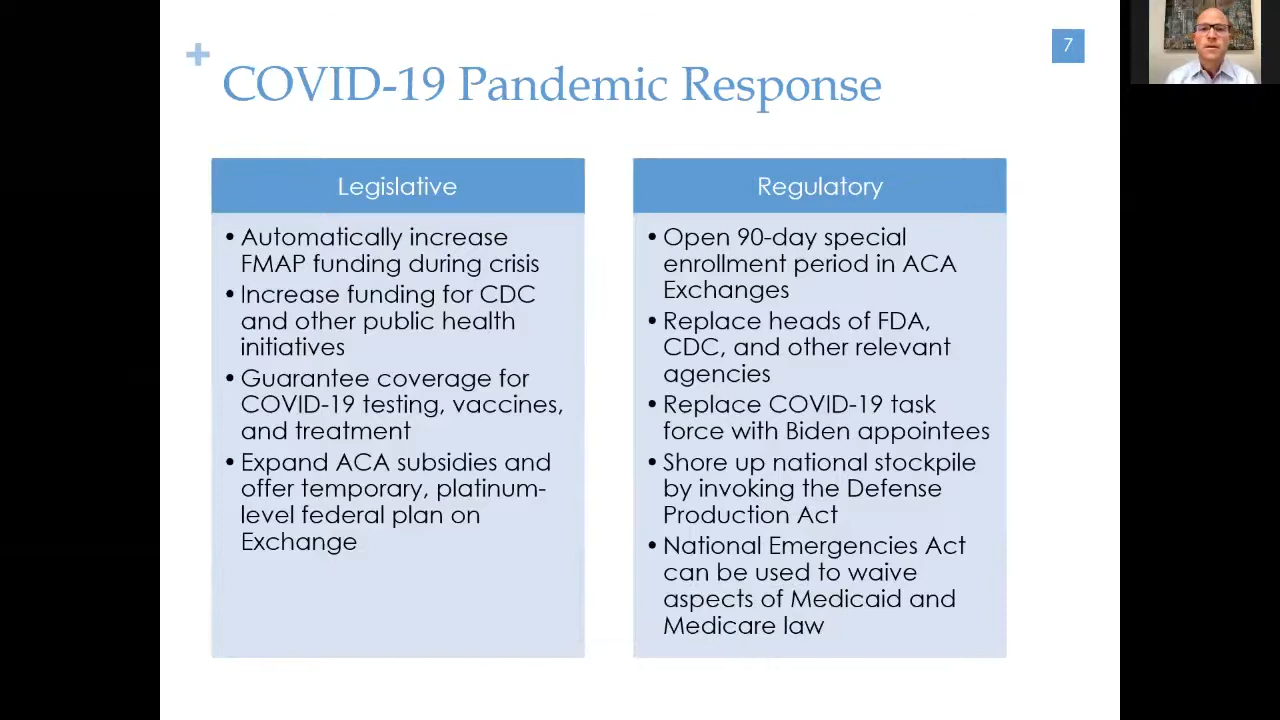 +
7
COVID-19 Pandemic Response
Legislative
• Automatically increase
FMAP funding during crisis
• Increase funding for CDC
and other public health
initiatives
• Guarantee coverage for
COVID-19 testing, vaccines,
and treatment
• Expand ACA subsidies and
offer temporary, platinum-
level federal plan on
Exchange
Regulatory
• Open 90-day special
enrollment period in ACA
Exchanges
• Replace heads of FDA,
CDC, and other relevant
agencies
• Replace COVID-19 task
force with Biden appointees
• Shore up national stockpile
by invoking the Defense
Production Act
• National Emergencies Act
can be used to waive
aspects of Medicaid and
Medicare law